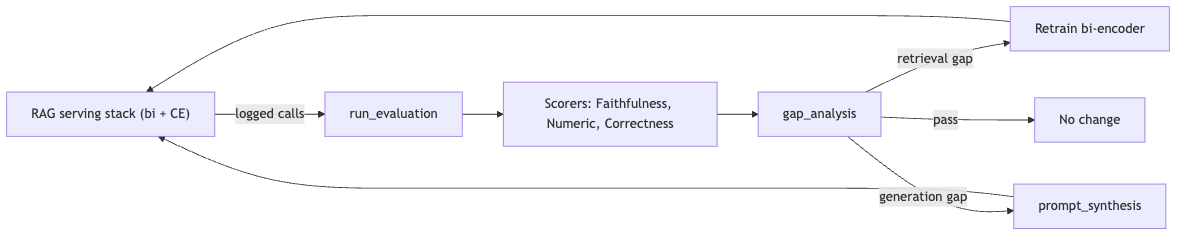 Retrain bi-encoder
retrieval gap
RAG serving stack (bi + CE)
logged calls
run_evaluation
Scorers: Faithfulness,
Numeric, Correctness
gap_analysis
pass
No change
generation gap
prompt_synthesis